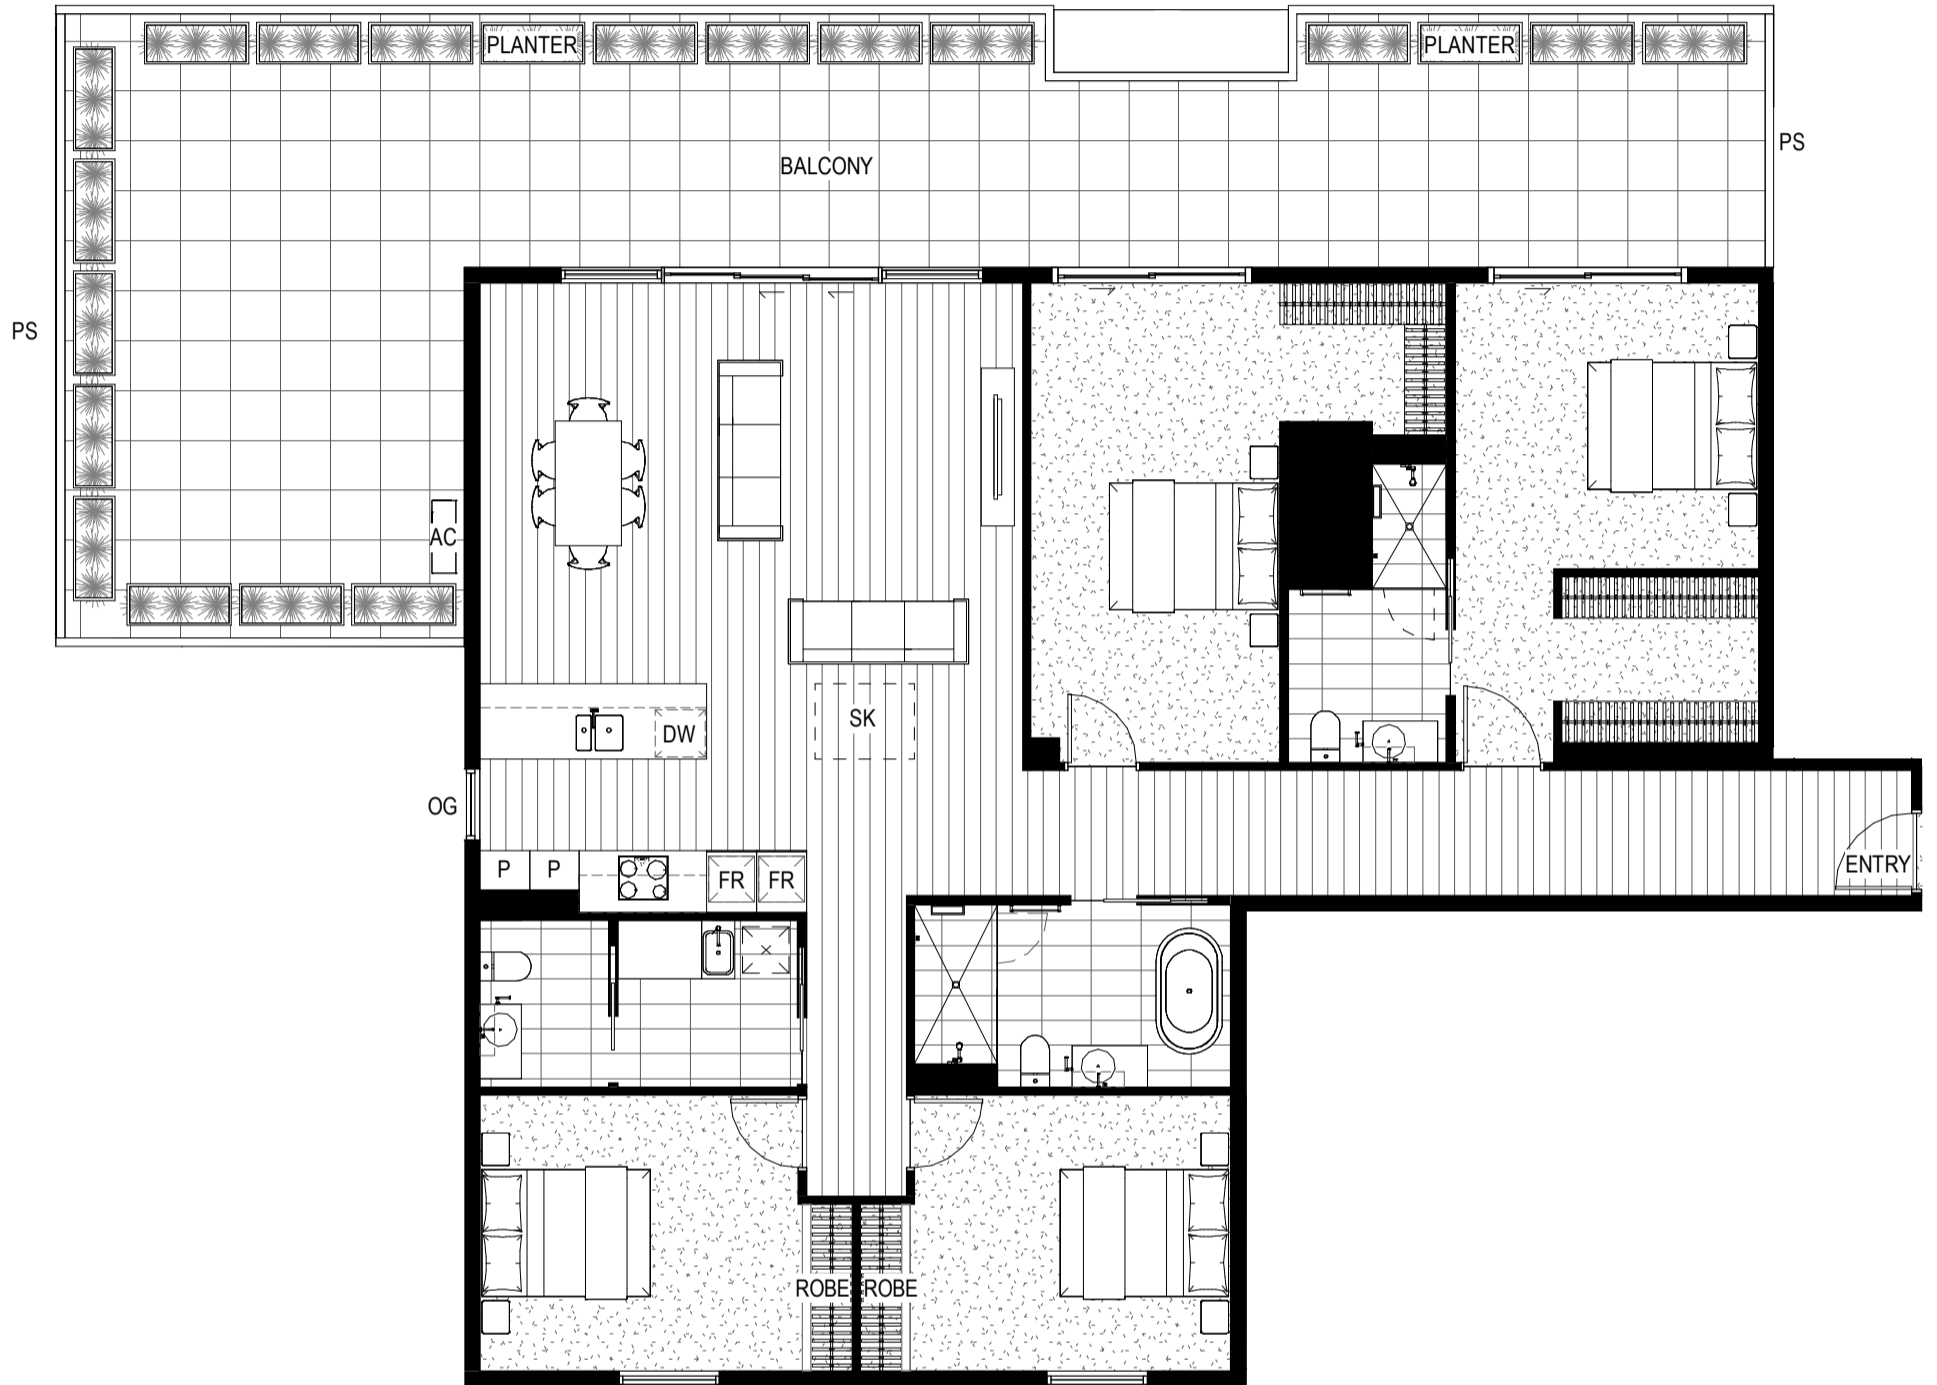 PLANTER
PLANTER
PS
BALCONY
PS
AC
SK
DW
OG
P
P
FR
FR
ENTRY
ROBE
ROBE